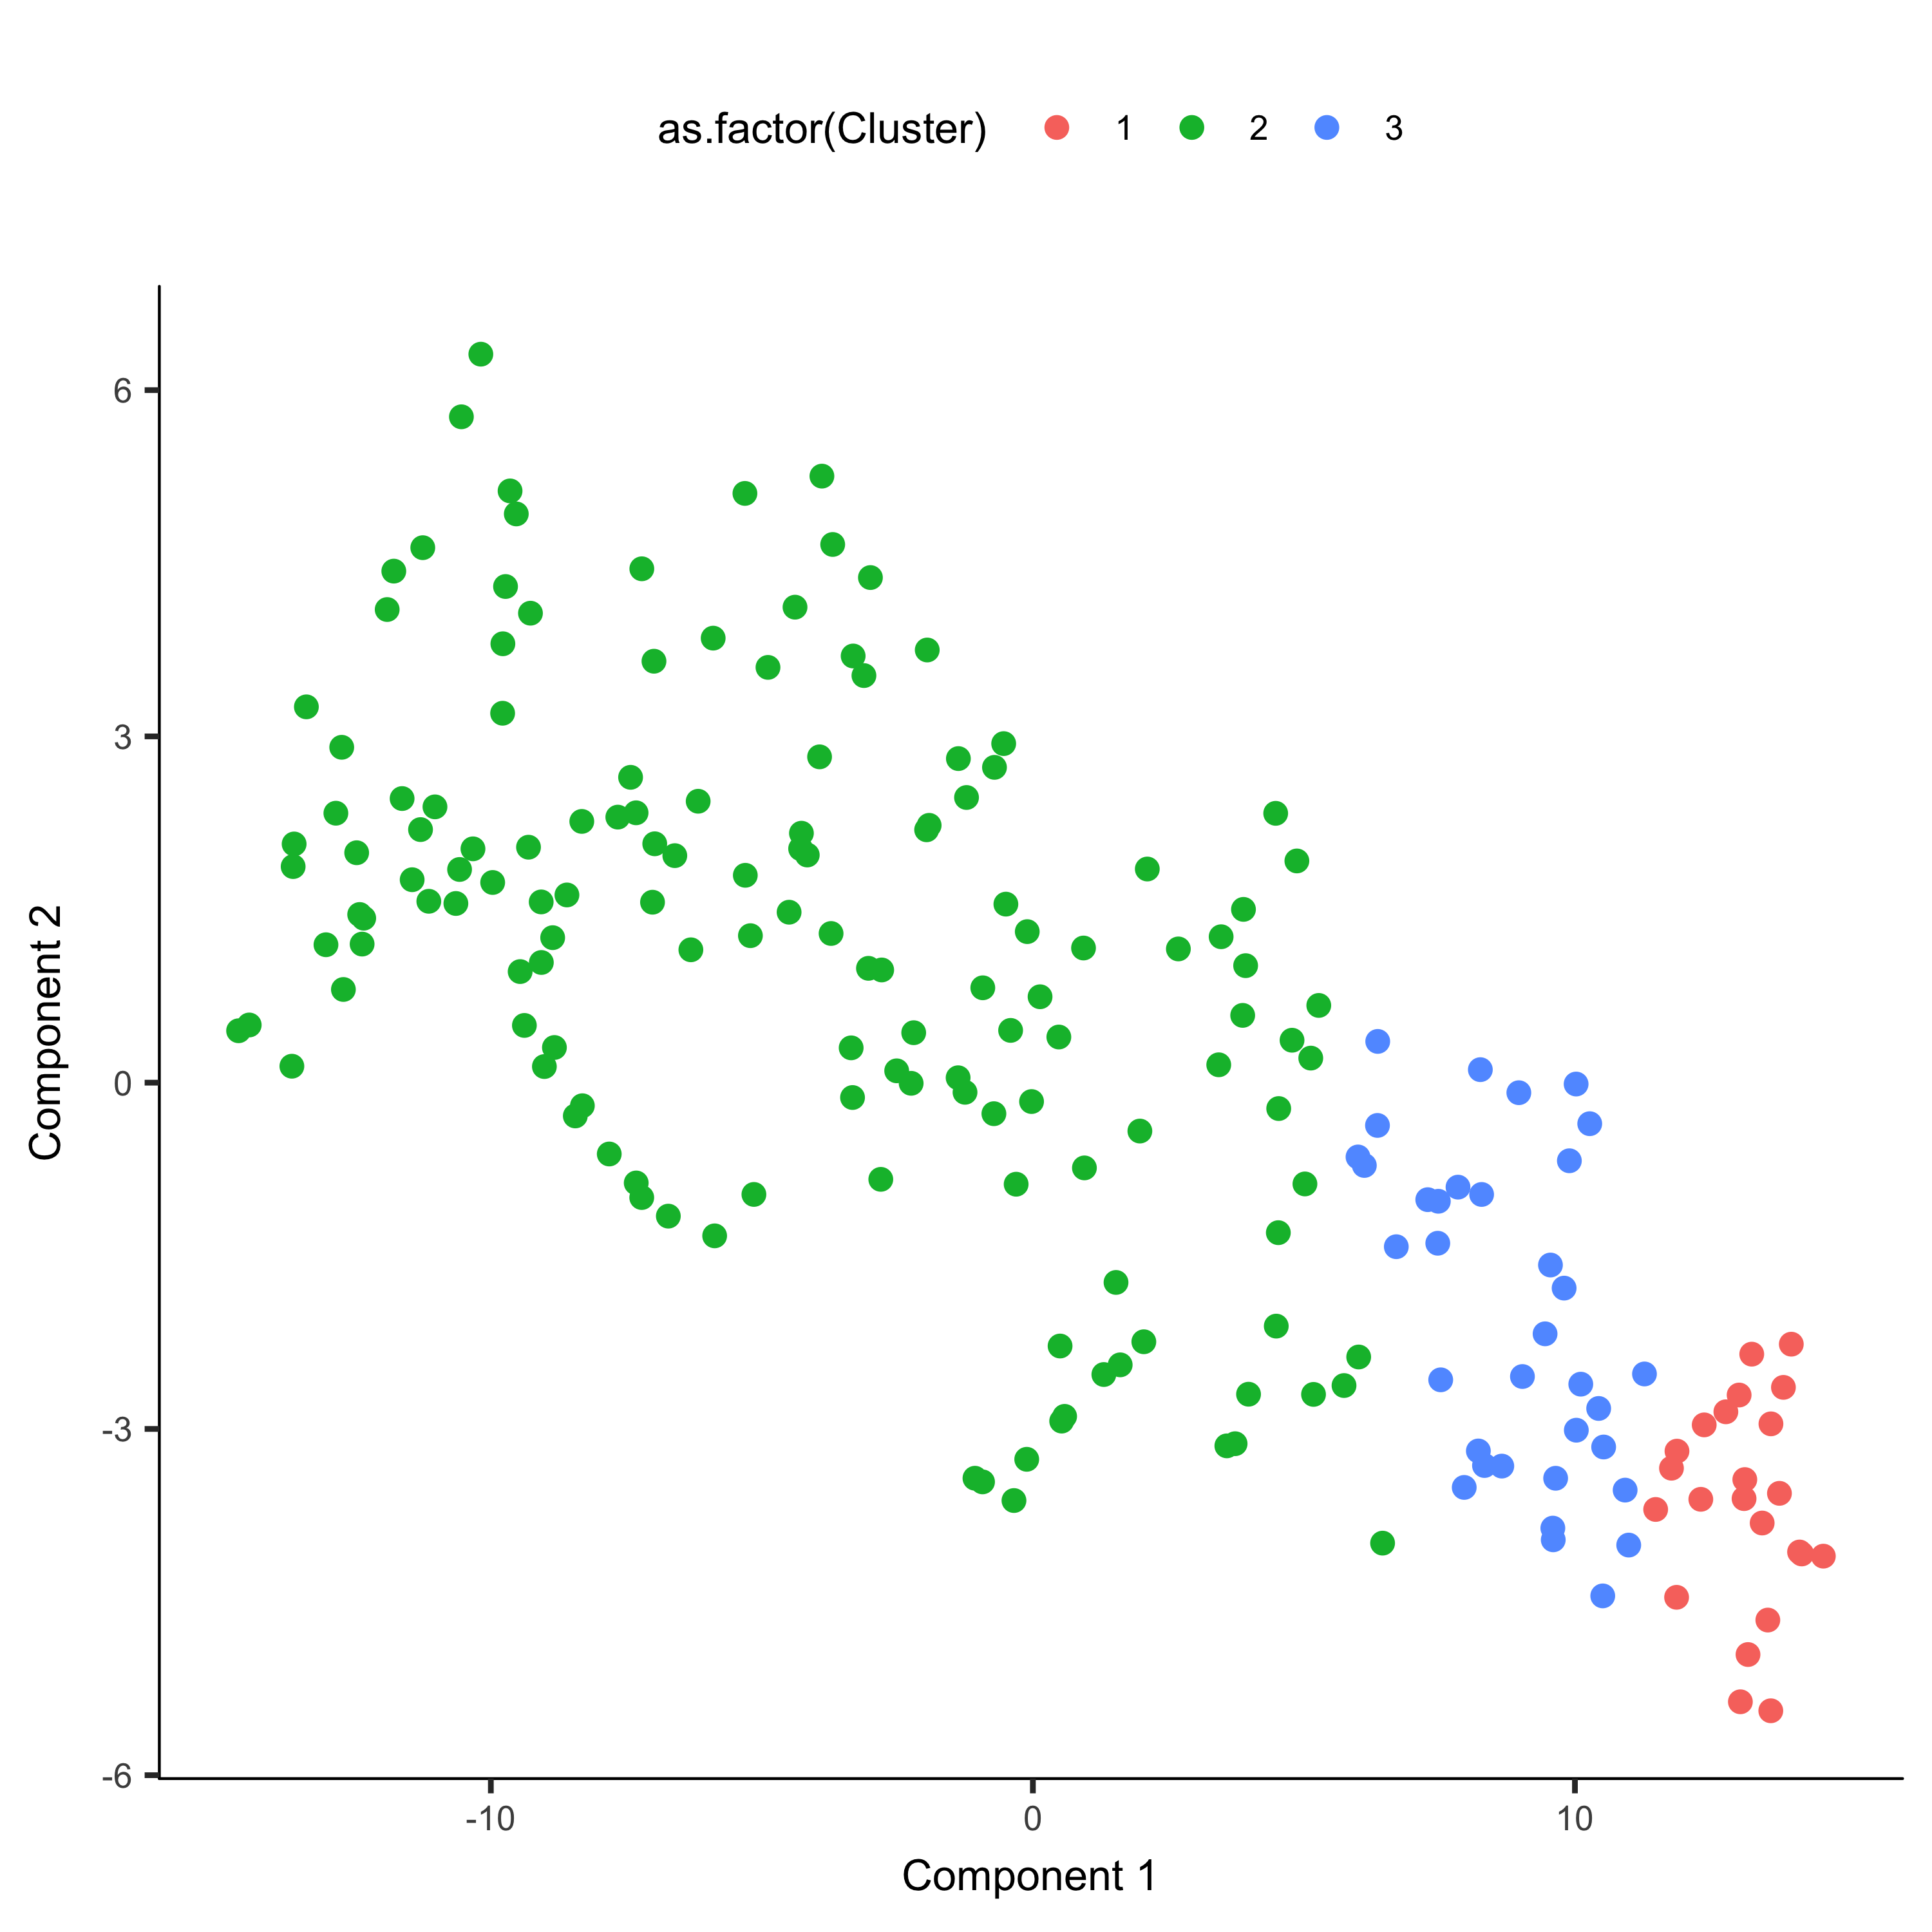 as.factor(Cluster) 1 2 3
6
3
0
-3
-6
Component 2
-10 0 10
Component 1